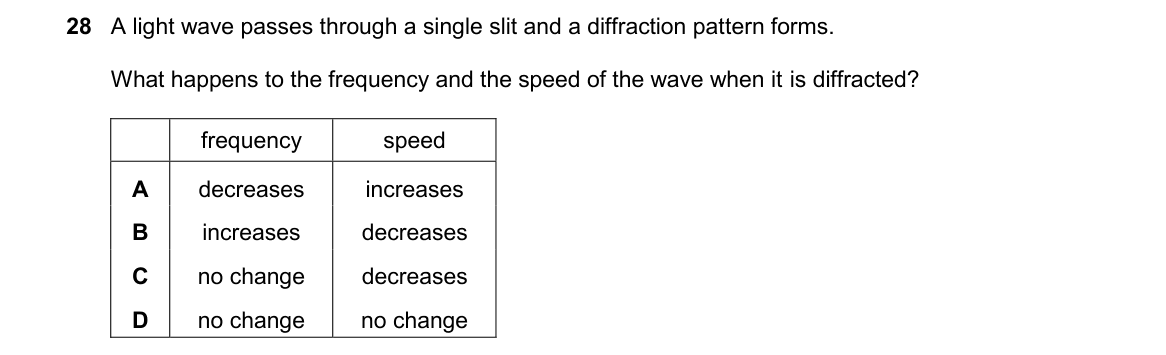 28 A light wave passes through a single slit and a diffraction pattern forms.
What happens to the frequency and the speed of the wave when it is diffracted?
frequency speed
A decreases increases
B increases decreases
C no change decreases
D no change no change